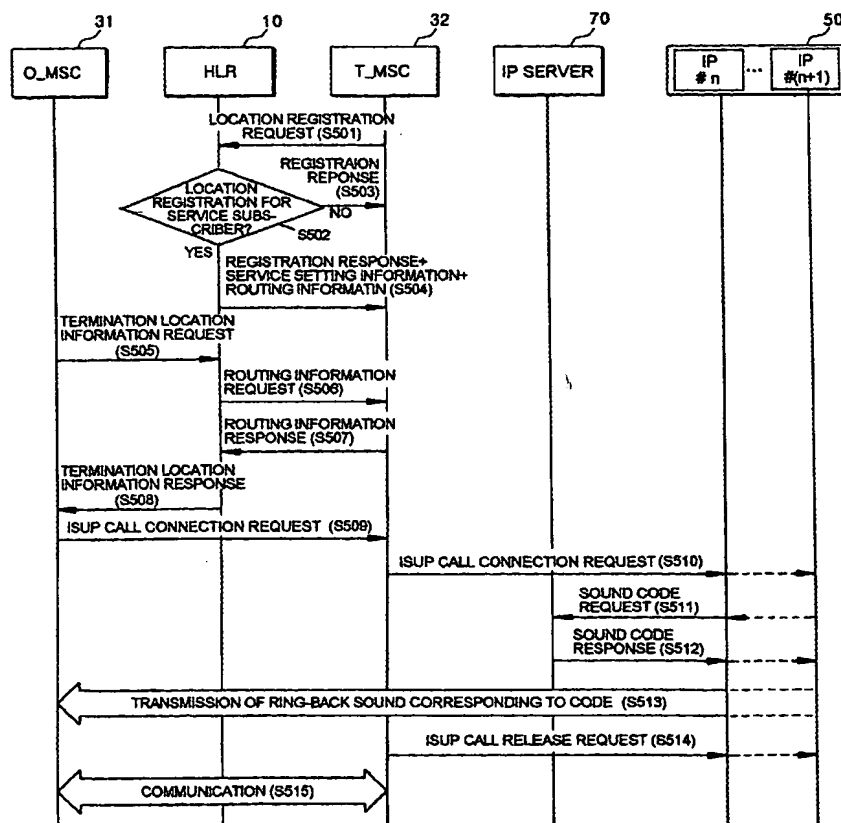 31
10
32
70
50
O_MSC
HLR
T_MSC
IP SERVER
IP
# n
...
IP
#(n+1)
LOCATION REGISTRATION
REQUEST (S501)
REGISTRAION
REPONSE
(S503)
LOCATION
REGISTRATION FOR
SERVICE SUBS-
CRIBER?
NO
S502
YES
REGISTRATION RESPONSE+
SERVICE SETTING INFORMATION+
ROUTING INFORMATIN (S504)
TERMINATION LOCATION
INFORMATION REQUEST
(S505)
ROUTING INFORMATION
REQUEST (S506)
ROUTING INFORMATION
RESPONSE (S507)
TERMINATION LOCATION
INFORMATION RESPONSE
(S508)
ISUP CALL CONNECTION REQUEST (S509)
ISUP CALL CONNECTION REQUEST (S510)
SOUND CODE
REQUEST (S511)
SOUND CODE
RESPONSE (S512)
TRANSMISSION OF RING-BACK SOUND CORRESPONDING TO CODE (S513)
ISUP CALL RELEASE REQUEST (S514)
COMMUNICATION (S515)